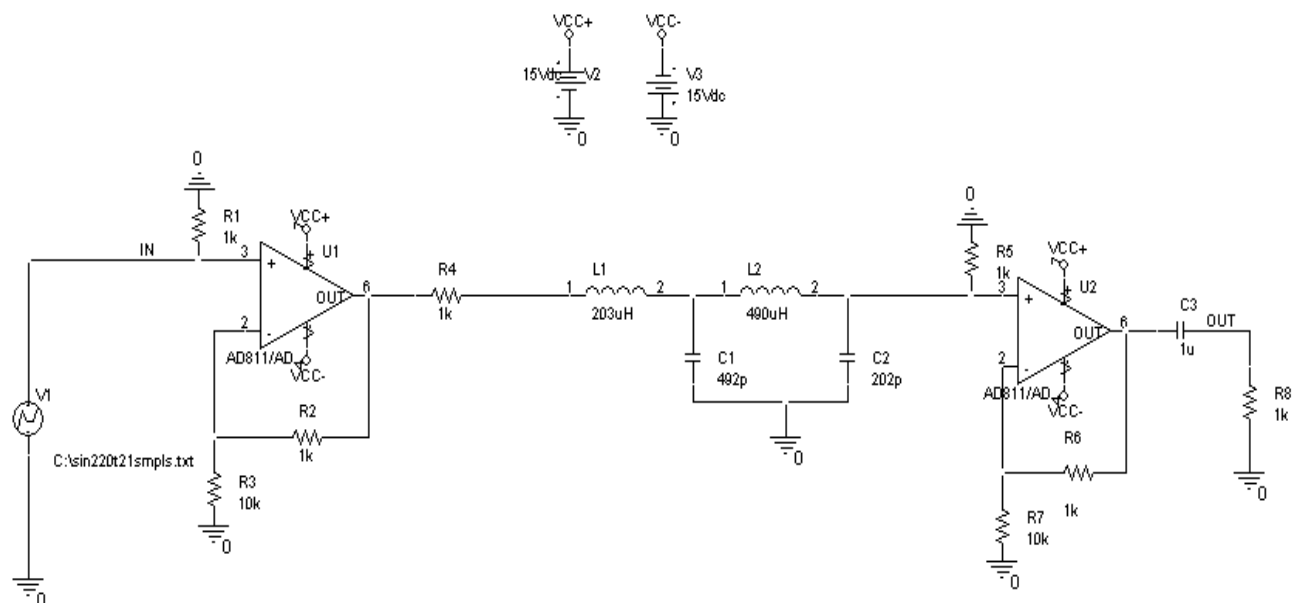 VCC+
VCC-
15Vdc
V2
V3
15Vdc
0
0
0
R1
1k
VCC+
U1
IN
3
+
OUT
6
2
-
AD811/AD
VCC-
R4
1k
1
L1
2
203uH
1
L2
2
490uH
C1
492p
C2
202p
0
0
R5
1k
VCC+
U2
3
+
OUT
6
2
-
AD811/AD
VCC-
C3
1u
OUT
R8
1k
0
V1
C:\sin220t21smpls.txt
0
R2
1k
R3
10k
0
R6
1k
R7
10k
0